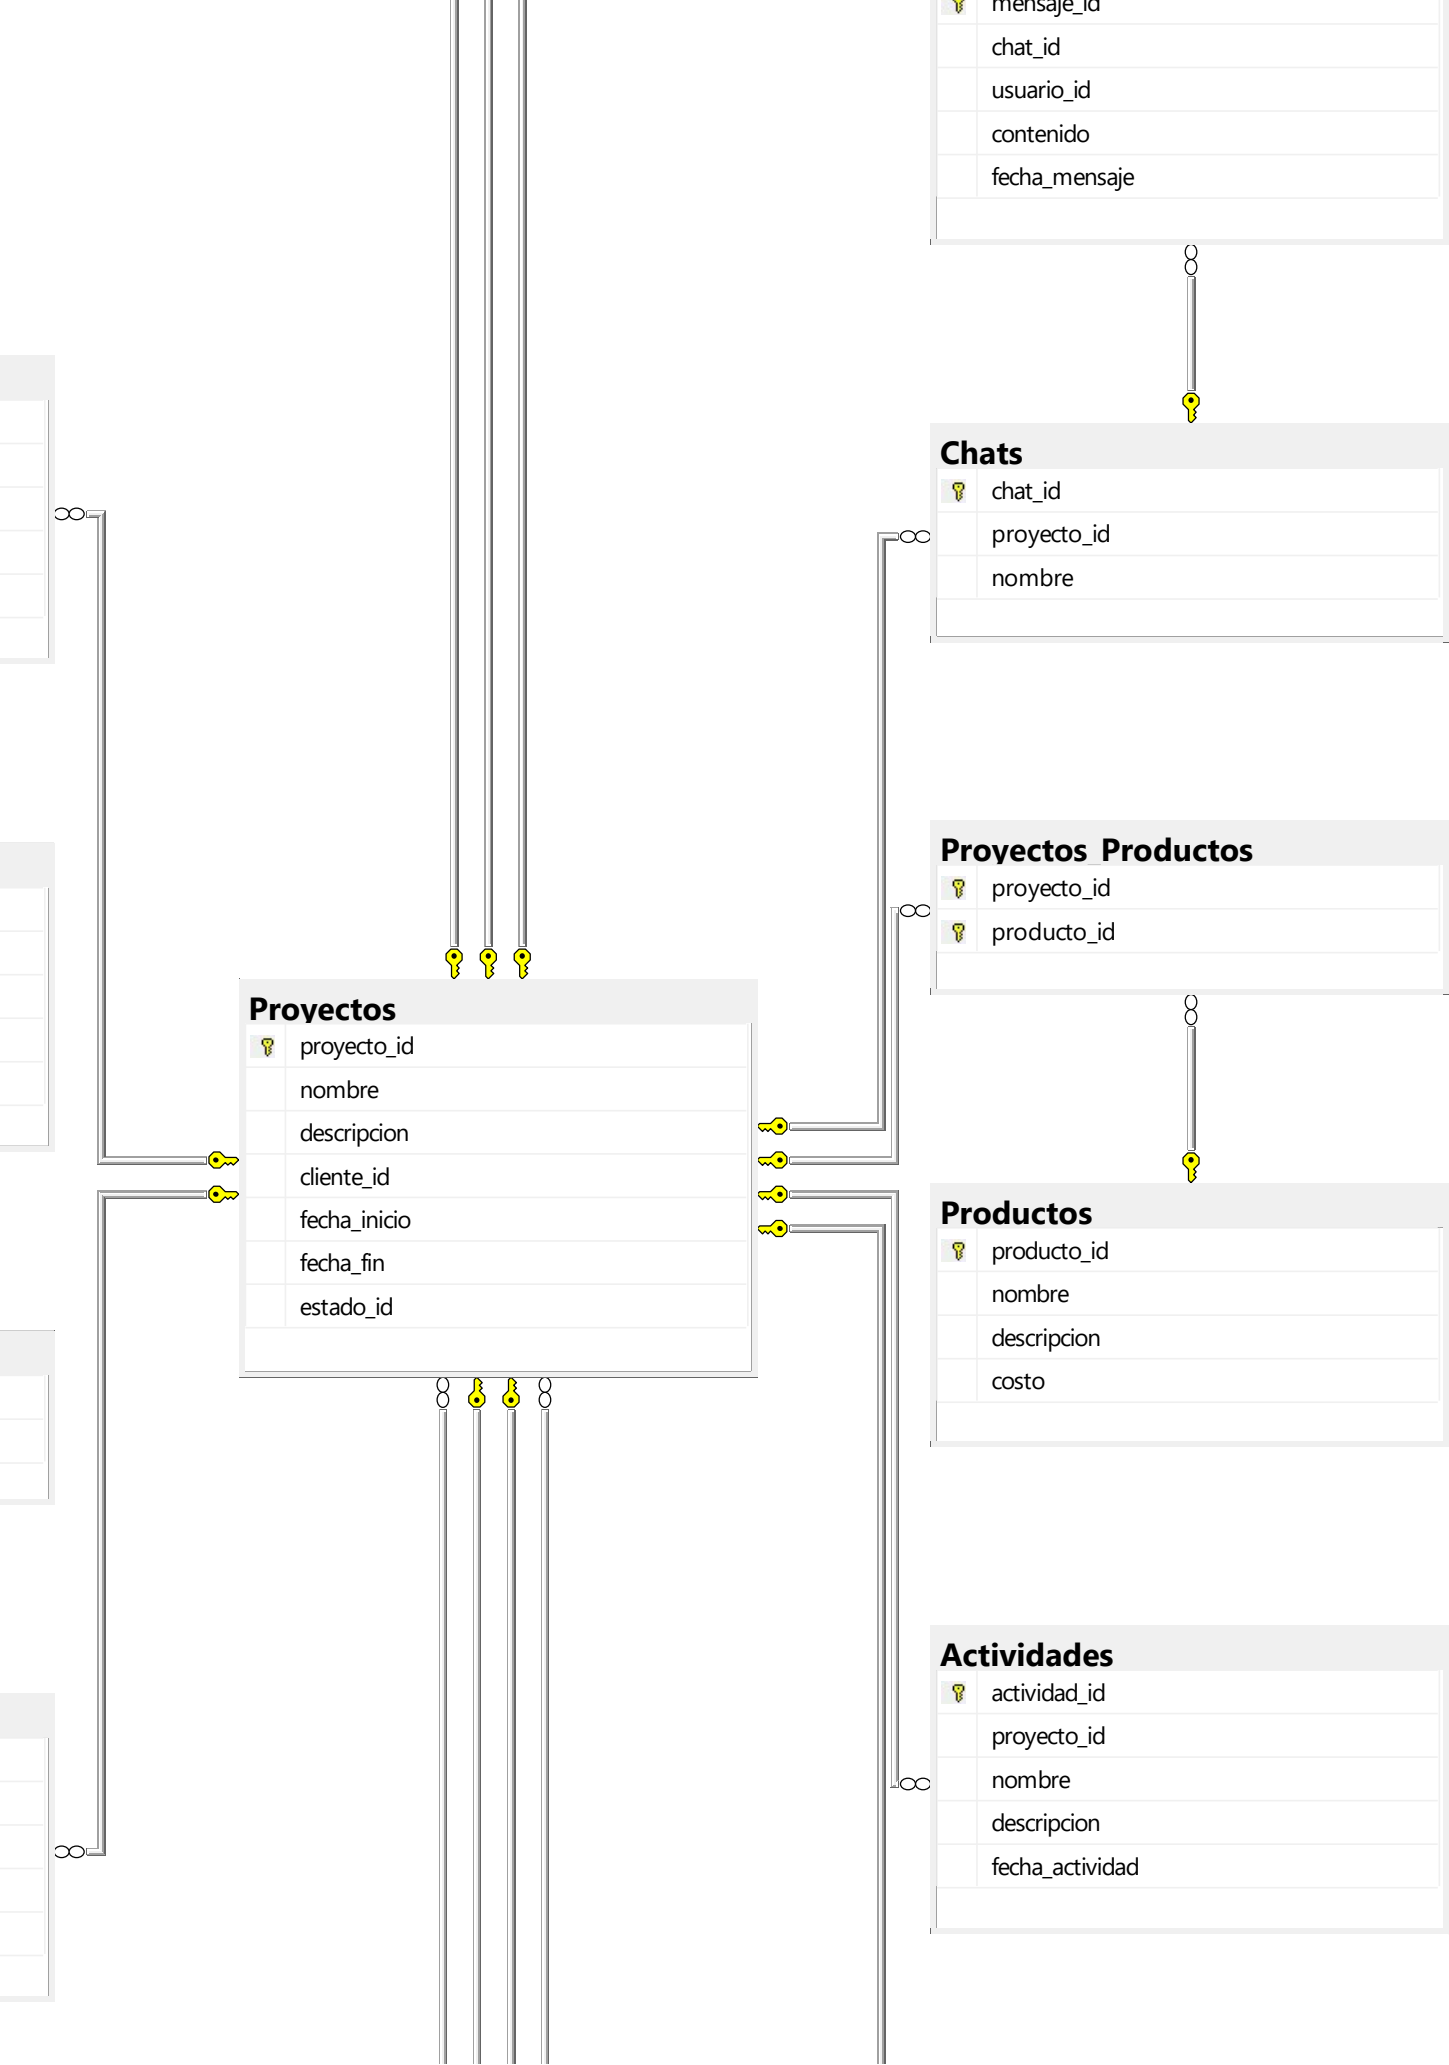 mensaje_id
chat_id
usuario_id
contenido
fecha_mensaje
Chats
chat_id
proyecto_id
nombre
Proyectos_Productos
proyecto_id
producto_id
Proyectos
proyecto_id
nombre
descripcion
cliente_id
fecha_inicio
fecha_fin
estado_id
Productos
producto_id
nombre
descripcion
costo
Actividades
actividad_id
proyecto_id
nombre
descripcion
fecha_actividad